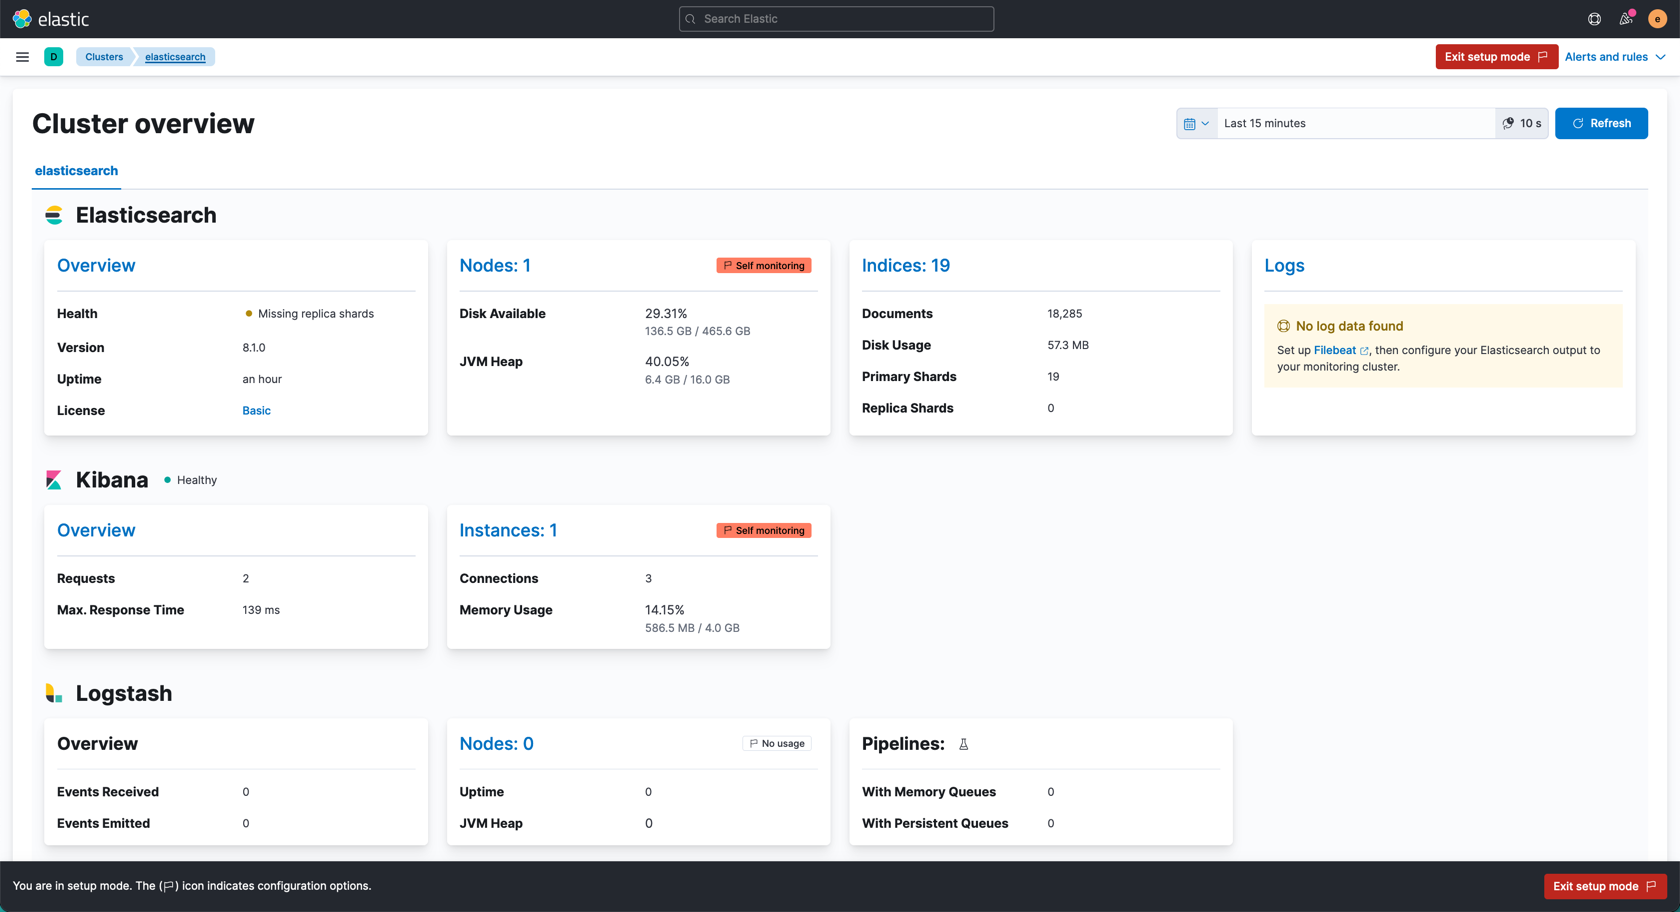 elastic
Search Elastic
e
D
Clusters
elasticsearch
Exit setup mode
Alerts and rules
Cluster overview
Last 15 minutes
10 s
Refresh
elasticsearch
Elasticsearch
Overview
Health
Missing replica shards
Version
8.1.0
Uptime
an hour
License
Basic
Nodes: 1
Self monitoring
Disk Available
29.31%
136.5 GB / 465.6 GB
JVM Heap
40.05%
6.4 GB / 16.0 GB
Indices: 19
Documents
18,285
Disk Usage
57.3 MB
Primary Shards
19
Replica Shards
0
Logs
No log data found
Set up Filebeat , then configure your Elasticsearch output to
your monitoring cluster.
Kibana
Healthy
Overview
Requests
2
Max. Response Time
139 ms
Instances: 1
Self monitoring
Connections
3
Memory Usage
14.15%
586.5 MB / 4.0 GB
Logstash
Overview
Events Received
0
Events Emitted
0
Nodes: 0
No usage
Uptime
0
JVM Heap
0
Pipelines:
With Memory Queues
0
With Persistent Queues
0
You are in setup mode. The ( ) icon indicates configuration options.
Exit setup mode